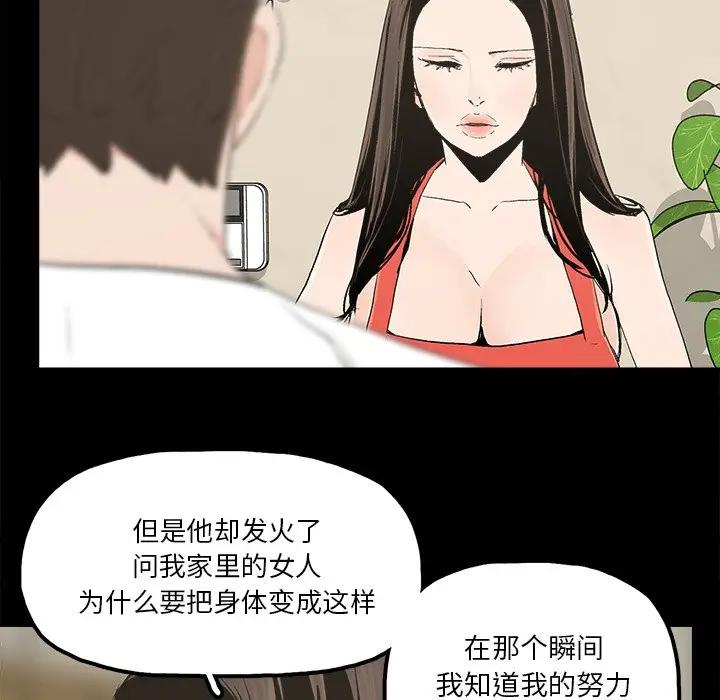 但是他却发火了
问我家里的女人
为什么要把身体变成这样
在那个瞬间
我知道我的努力